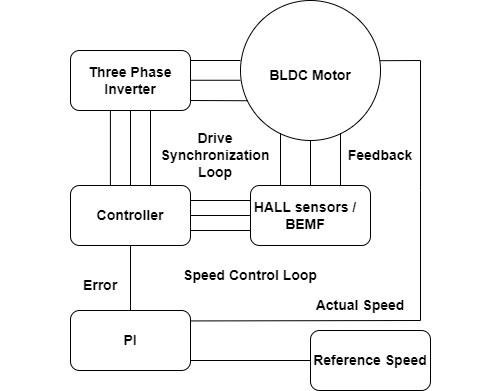 Three Phase
Inverter
BLDC Motor
Drive
Synchronization
Loop
Feedback
Controller
HALL sensors /
BEMF
Speed Control Loop
Error
Actual Speed
PI
Reference Speed